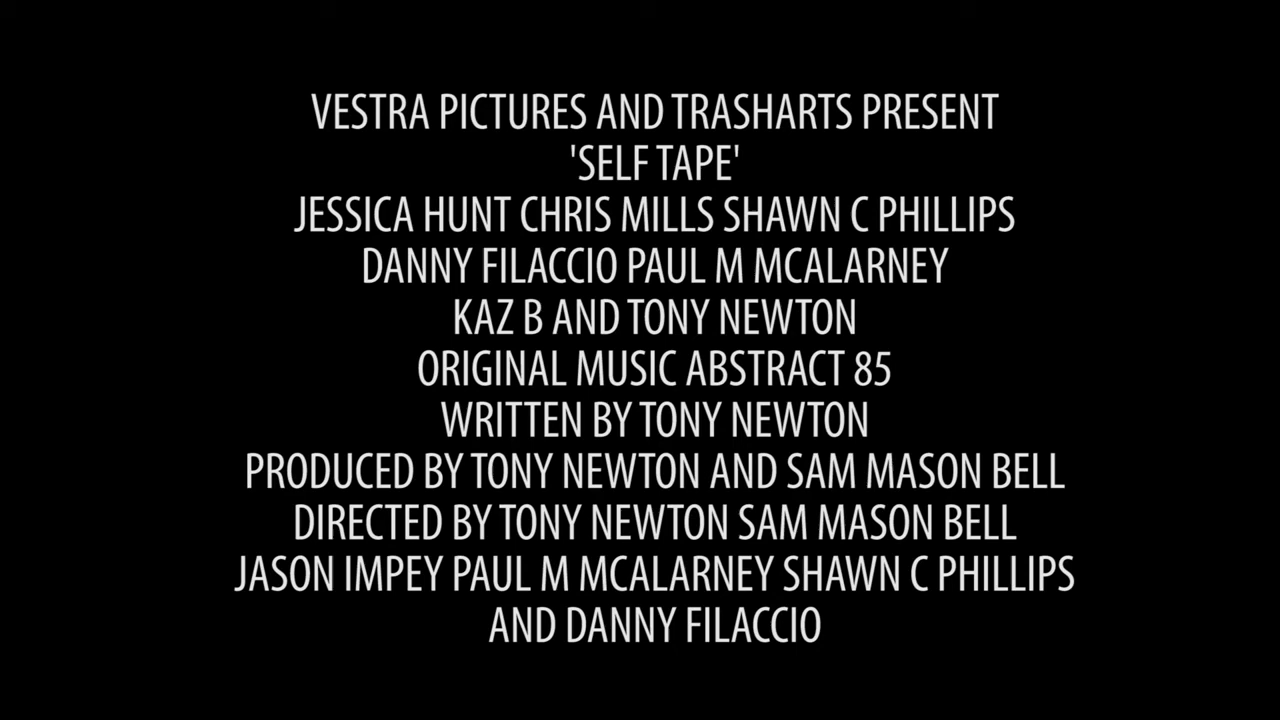 VESTRA PICTURES AND TRASHARTS PRESENT
'SELF TAPE'
JESSICA HUNT CHRIS MILLS SHAWN C PHILLIPS
DANNY FILACCIO PAUL M MCALARNEY
KAZ B AND TONY NEWTON
ORIGINAL MUSIC ABSTRACT 85
WRITTEN BY TONY NEWTON
PRODUCED BY TONY NEWTON AND SAM MASON BELL
DIRECTED BY TONY NEWTON SAM MASON BELL
JASON IMPEY PAUL M MCALARNEY SHAWN C PHILLIPS
AND DANNY FILACCIO